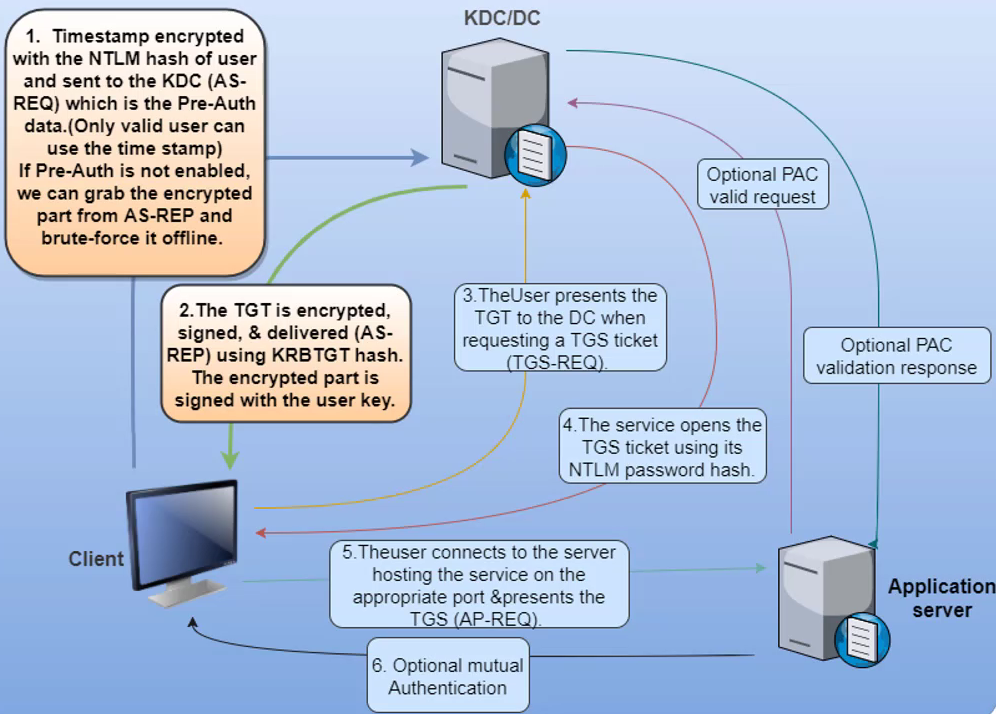 KDC/DC
1. Timestamp encrypted
with the NTLM hash of user
and sent to the KDC (AS-
REQ) which is the Pre-Auth
data.(Only valid user can
use the time stamp)
If Pre-Auth is not enabled,
we can grab the encrypted
part from AS-REP and
brute-force it offline.
Optional PAC
valid request
2.The TGT is encrypted,
signed, & delivered (AS-
REP) using KRBTGT hash.
The encrypted part is
signed with the user key.
3.TheUser presents the
TGT to the DC when
requesting a TGS ticket
(TGS-REQ).
Optional PAC
validation response
4.The service opens the
TGS ticket using its
NTLM password hash.
Client
5.Theuser connects to the server
hosting the service on the
appropriate port &presents the
TGS (AP-REQ).
Application
server
6. Optional mutual
Authentication